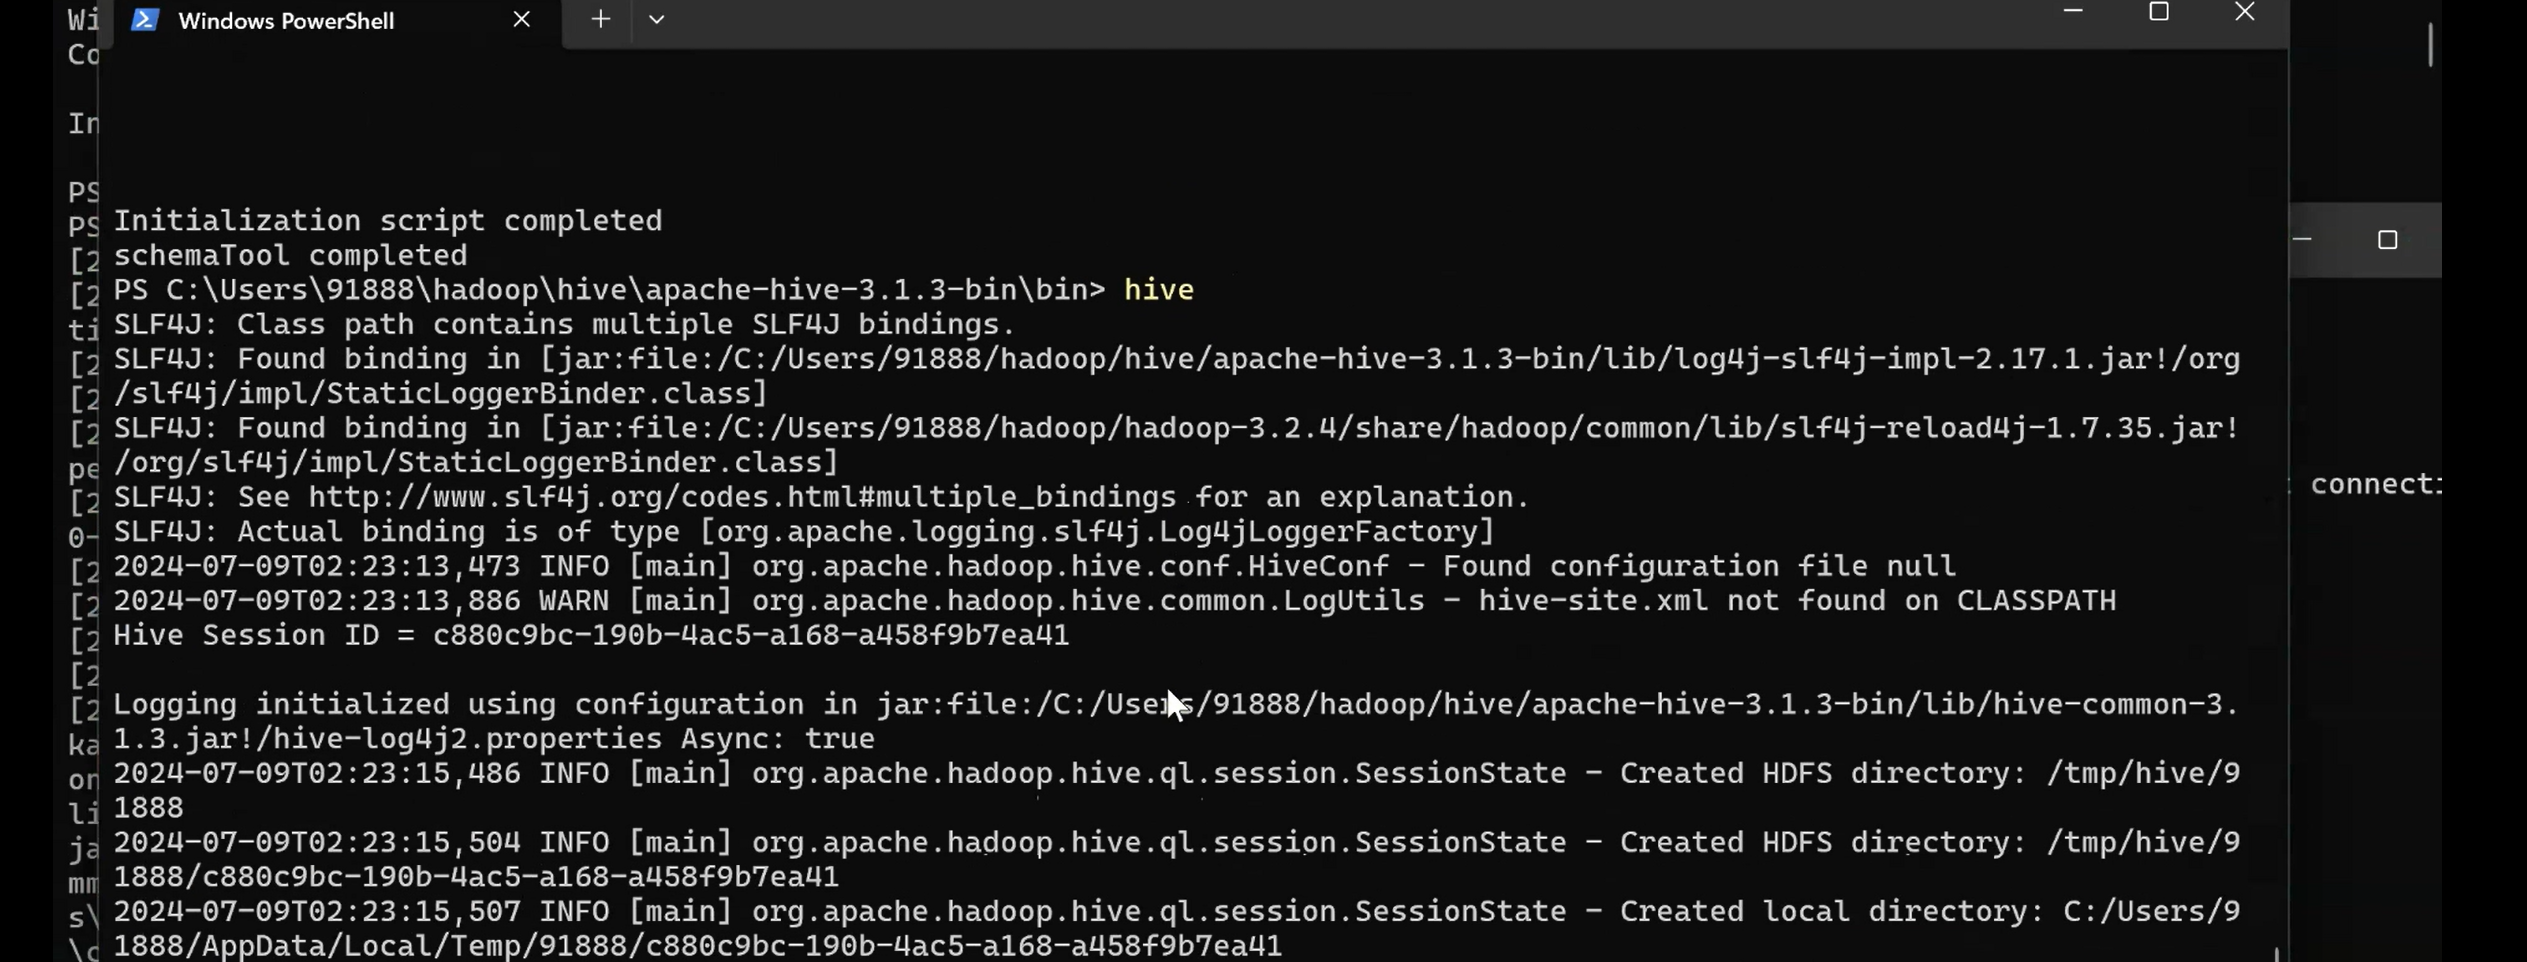 Windows PowerShell
Initialization script completed
schemaTool completed
PS C:\Users\91888\hadoop\hive\apache-hive-3.1.3-bin\bin> hive
SLF4J: Class path contains multiple SLF4J bindings.
SLF4J: Found binding in [jar:file:/C:/Users/91888/hadoop/hive/apache-hive-3.1.3-bin/lib/log4j-slf4j-impl-2.17.1.jar!/org
/slf4j/impl/StaticLoggerBinder.class]
SLF4J: Found binding in [jar:file:/C:/Users/91888/hadoop/hadoop-3.2.4/share/hadoop/common/lib/slf4j-reload4j-1.7.35.jar!
/org/slf4j/impl/StaticLoggerBinder.class]
SLF4J: See http://www.slf4j.org/codes.html#multiple_bindings for an explanation.
SLF4J: Actual binding is of type [org.apache.logging.slf4j.Log4jLoggerFactory]
2024-07-09T02:23:13,473 INFO [main] org.apache.hadoop.hive.conf.HiveConf - Found configuration file null
2024-07-09T02:23:13,886 WARN [main] org.apache.hadoop.hive.common.LogUtils - hive-site.xml not found on CLASSPATH
Hive Session ID = c880c9bc-190b-4ac5-a168-a458f9b7ea41
Logging initialized using configuration in jar:file:/C:/Users/91888/hadoop/hive/apache-hive-3.1.3-bin/lib/hive-common-3.
1.3.jar!/hive-log4j2.properties Async: true
2024-07-09T02:23:15,486 INFO [main] org.apache.hadoop.hive.ql.session.SessionState - Created HDFS directory: /tmp/hive/9
1888
2024-07-09T02:23:15,504 INFO [main] org.apache.hadoop.hive.ql.session.SessionState - Created HDFS directory: /tmp/hive/9
1888/c880c9bc-190b-4ac5-a168-a458f9b7ea41
2024-07-09T02:23:15,507 INFO [main] org.apache.hadoop.hive.ql.session.SessionState - Created local directory: C:/Users/9
1888/AppData/Local/Temp/91888/c880c9bc-190b-4ac5-a168-a458f9b7ea41